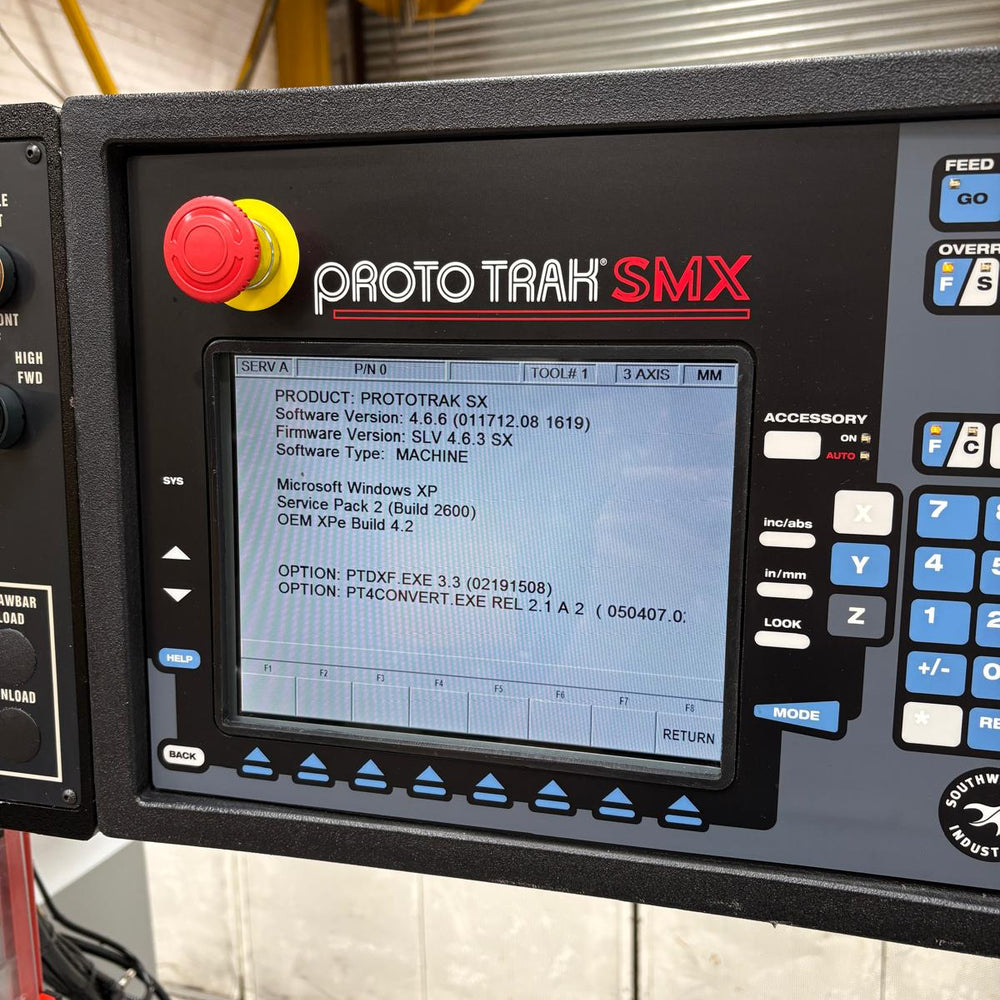 PROTO TRAK® SMX
SERV A P/N 0 TOOL# 1 3 AXIS MM
PRODUCT: PROTOTRAK SX
Software Version: 4.6.6 (011712.08 1619)
Firmware Version: SLV 4.6.3 SX
Software Type: MACHINE
Microsoft Windows XP
Service Pack 2 (Build 2600)
OEM XPe Build 4.2
OPTION: PTDXF.EXE 3.3 (02191508)
OPTION: PT4CONVERT.EXE REL 2.1 A 2 ( 050407.0
F1 F2 F3 F4 F5 F6 F7 F8
RETURN
SYS
HELP
BACK
HIGH
FWD
ACCESSORY
ON
AUTO
inc/abs
in/mm
LOOK
MODE
X
Y
Z
FEED
GO
F S
F C
7
4
1
2
+/-
*